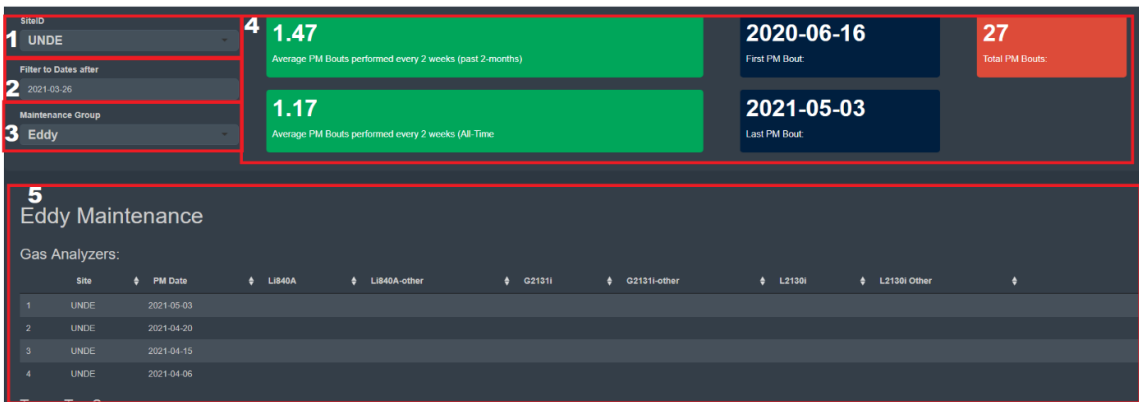 SiteID
1 UNDE
Filter to Dates after
2 2021-03-26
Maintenance Group
3 Eddy
4 1.47
Average PM Bouts performed every 2 weeks (past 2-months)
1.17
Average PM Bouts performed every 2 weeks (All-Time
2020-06-16
First PM Bout:
2021-05-03
Last PM Bout:
27
Total PM Bouts:
5
Eddy Maintenance
Gas Analyzers:
Site PM Date Li840A Li840A-other G2131i G2131i-other L2130i L2130i Other
1 UNDE 2021-05-03
2 UNDE 2021-04-20
3 UNDE 2021-04-15
4 UNDE 2021-04-06